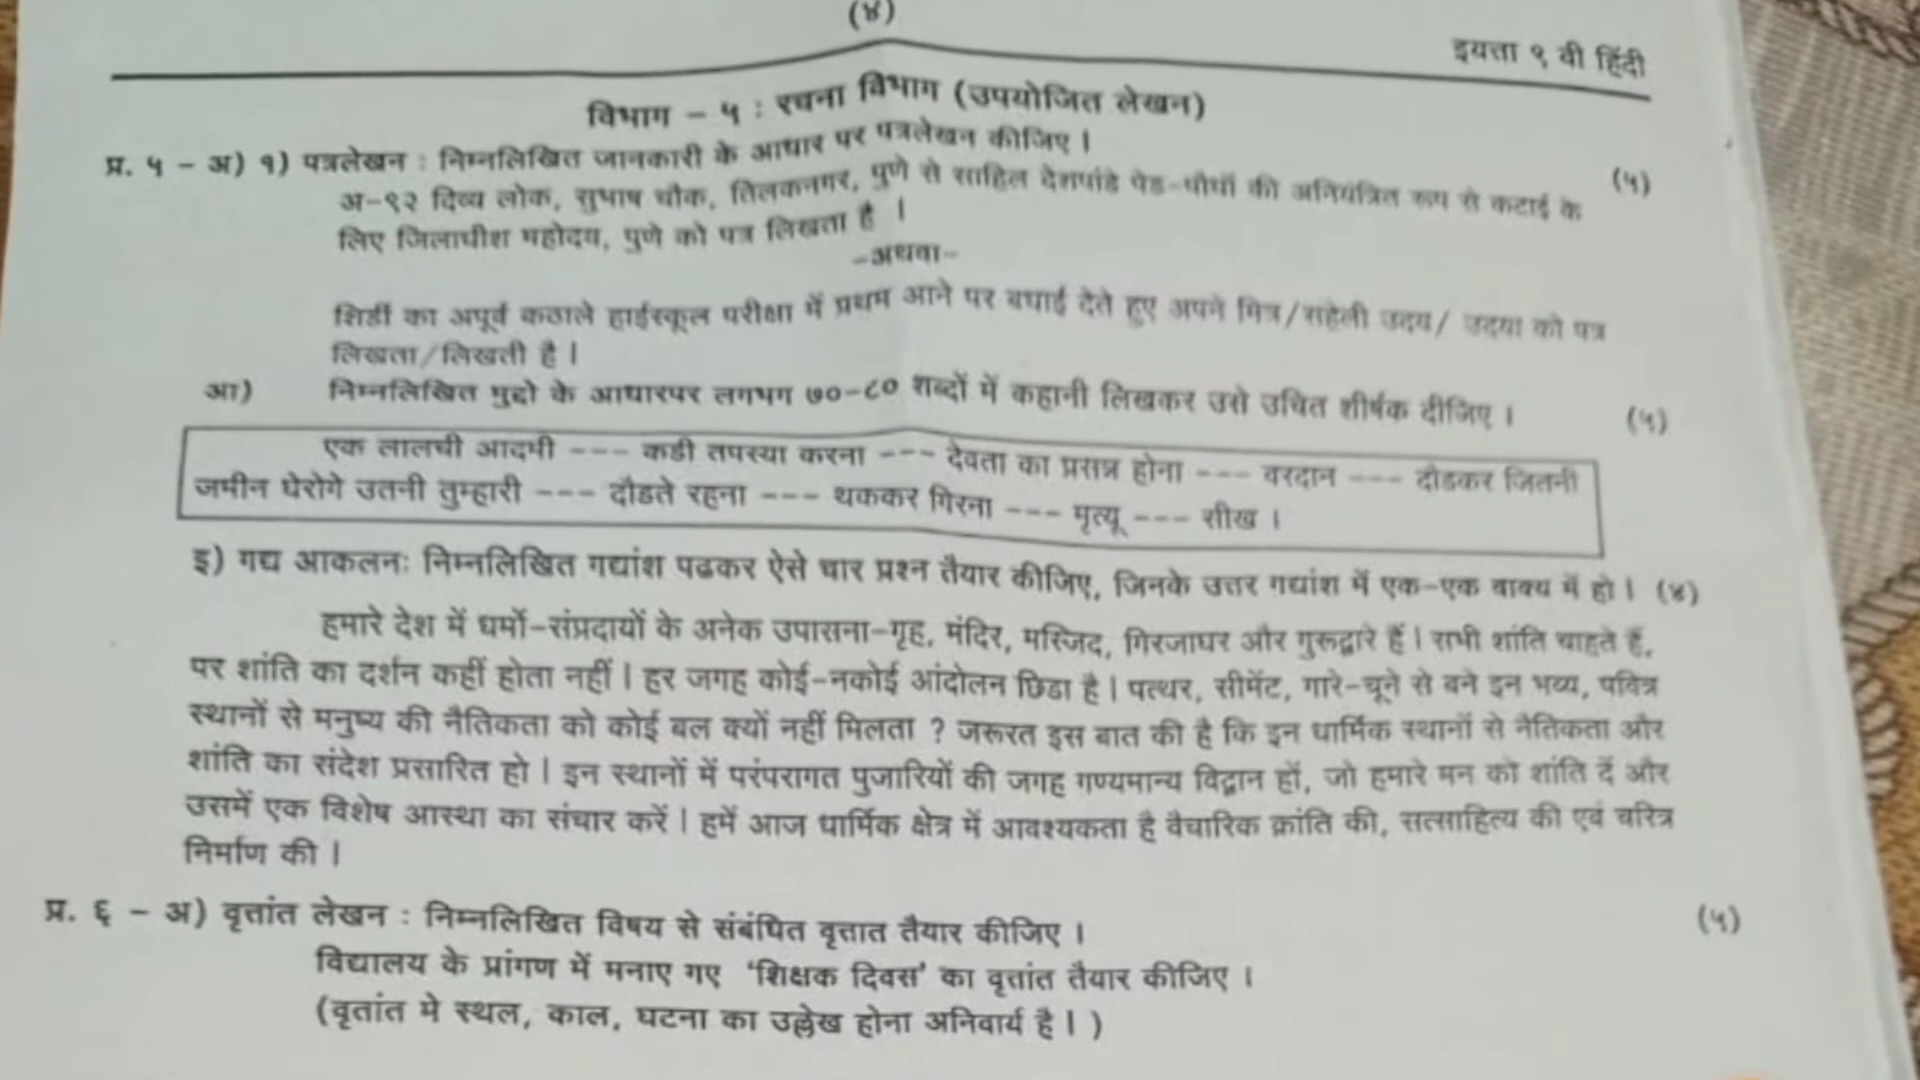 (४)
इयत्ता ९ वी हिंदी
विभाग – ५ : रचना विभाग (उपयोजित लेखन)
प्र. ५ – अ) १) पत्रलेखन : निम्नलिखित जानकारी के आधार पर पत्रलेखन कीजिए । (५)
अ-१२ दिव्य लोक, सुभाष चौक, तिलकनगर, पुणे से साहिल देशपांडे पेड-पौधों की अनियंत्रित रूप से कटाई के
लिए जिलाधीश महोदय, पुणे को पत्र लिखता है ।
-अथवा-
शिर्डी का अपूर्व कठाले हाईस्कूल परीक्षा में प्रथम आने पर बधाई देते हुए अपने मित्र/सहेली उदय/ उदया को पत्र
लिखता/लिखती है ।
आ) निम्नलिखित मुद्दो के आधारपर लगभग ७०-८० शब्दों में कहानी लिखकर उसे उचित शीर्षक दीजिए । (५)
एक लालची आदमी --- कडी तपस्या करना --- देवता का प्रसन्न होना --- वरदान --- दौडकर जितनी
जमीन घेरोगे उतनी तुम्हारी --- दौडते रहना --- थककर गिरना --- मृत्यू --- सीख ।
इ) गद्य आकलनः निम्नलिखित गद्यांश पढकर ऐसे चार प्रश्न तैयार कीजिए, जिनके उत्तर गद्यांश में एक-एक वाक्य में हो । (४)
हमारे देश में धर्मो-संप्रदायों के अनेक उपासना-गृह, मंदिर, मस्जिद, गिरजाघर और गुरूद्वारे हैं । सभी शांति चाहते हैं,
पर शांति का दर्शन कहीं होता नहीं । हर जगह कोई-नकोई आंदोलन छिडा है । पत्थर, सीमेंट, गारे-चूने से बने इन भव्य, पवित्र
स्थानों से मनुष्य की नैतिकता को कोई बल क्यों नहीं मिलता ? जरूरत इस बात की है कि इन धार्मिक स्थानों से नैतिकता और
शांति का संदेश प्रसारित हो । इन स्थानों में परंपरागत पुजारियों की जगह गण्यमान्य विद्वान हों, जो हमारे मन को शांति दें और
उसमें एक विशेष आस्था का संचार करें । हमें आज धार्मिक क्षेत्र में आवश्यकता है वैचारिक क्रांति की, सत्साहित्य की एवं चरित्र
निर्माण की ।
प्र. ६ – अ) वृत्तांत लेखन : निम्नलिखित विषय से संबंधित वृत्तात तैयार कीजिए । (५)
विद्यालय के प्रांगण में मनाए गए ‘शिक्षक दिवस’ का वृत्तांत तैयार कीजिए ।
(वृतांत मे स्थल, काल, घटना का उल्लेख होना अनिवार्य है । )